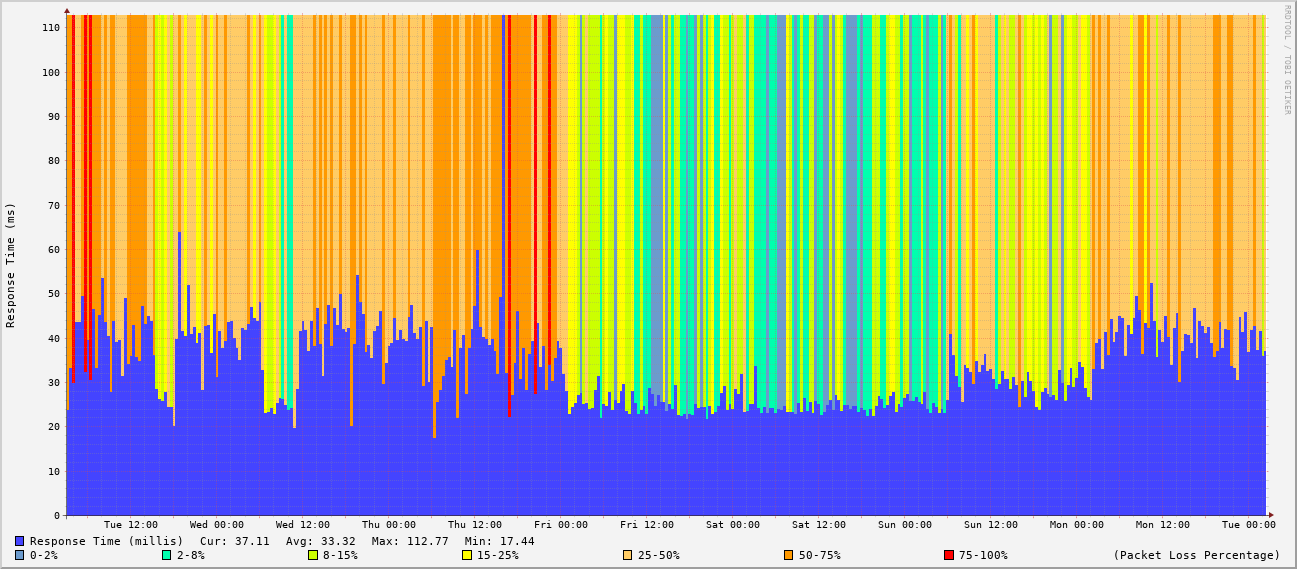 RRDTOOL / TOBI OETIKER
Response Time (ms)
110
100
90
80
70
60
50
40
30
20
10
0
Tue 12:00 Wed 00:00 Wed 12:00 Thu 00:00 Thu 12:00 Fri 00:00 Fri 12:00 Sat 00:00 Sat 12:00 Sun 00:00 Sun 12:00 Mon 00:00 Mon 12:00 Tue 00:00
Response Time (millis) Cur: 37.11 Avg: 33.32 Max: 112.77 Min: 17.44
0-2% 2-8% 8-15% 15-25% 25-50% 50-75% 75-100% (Packet Loss Percentage)